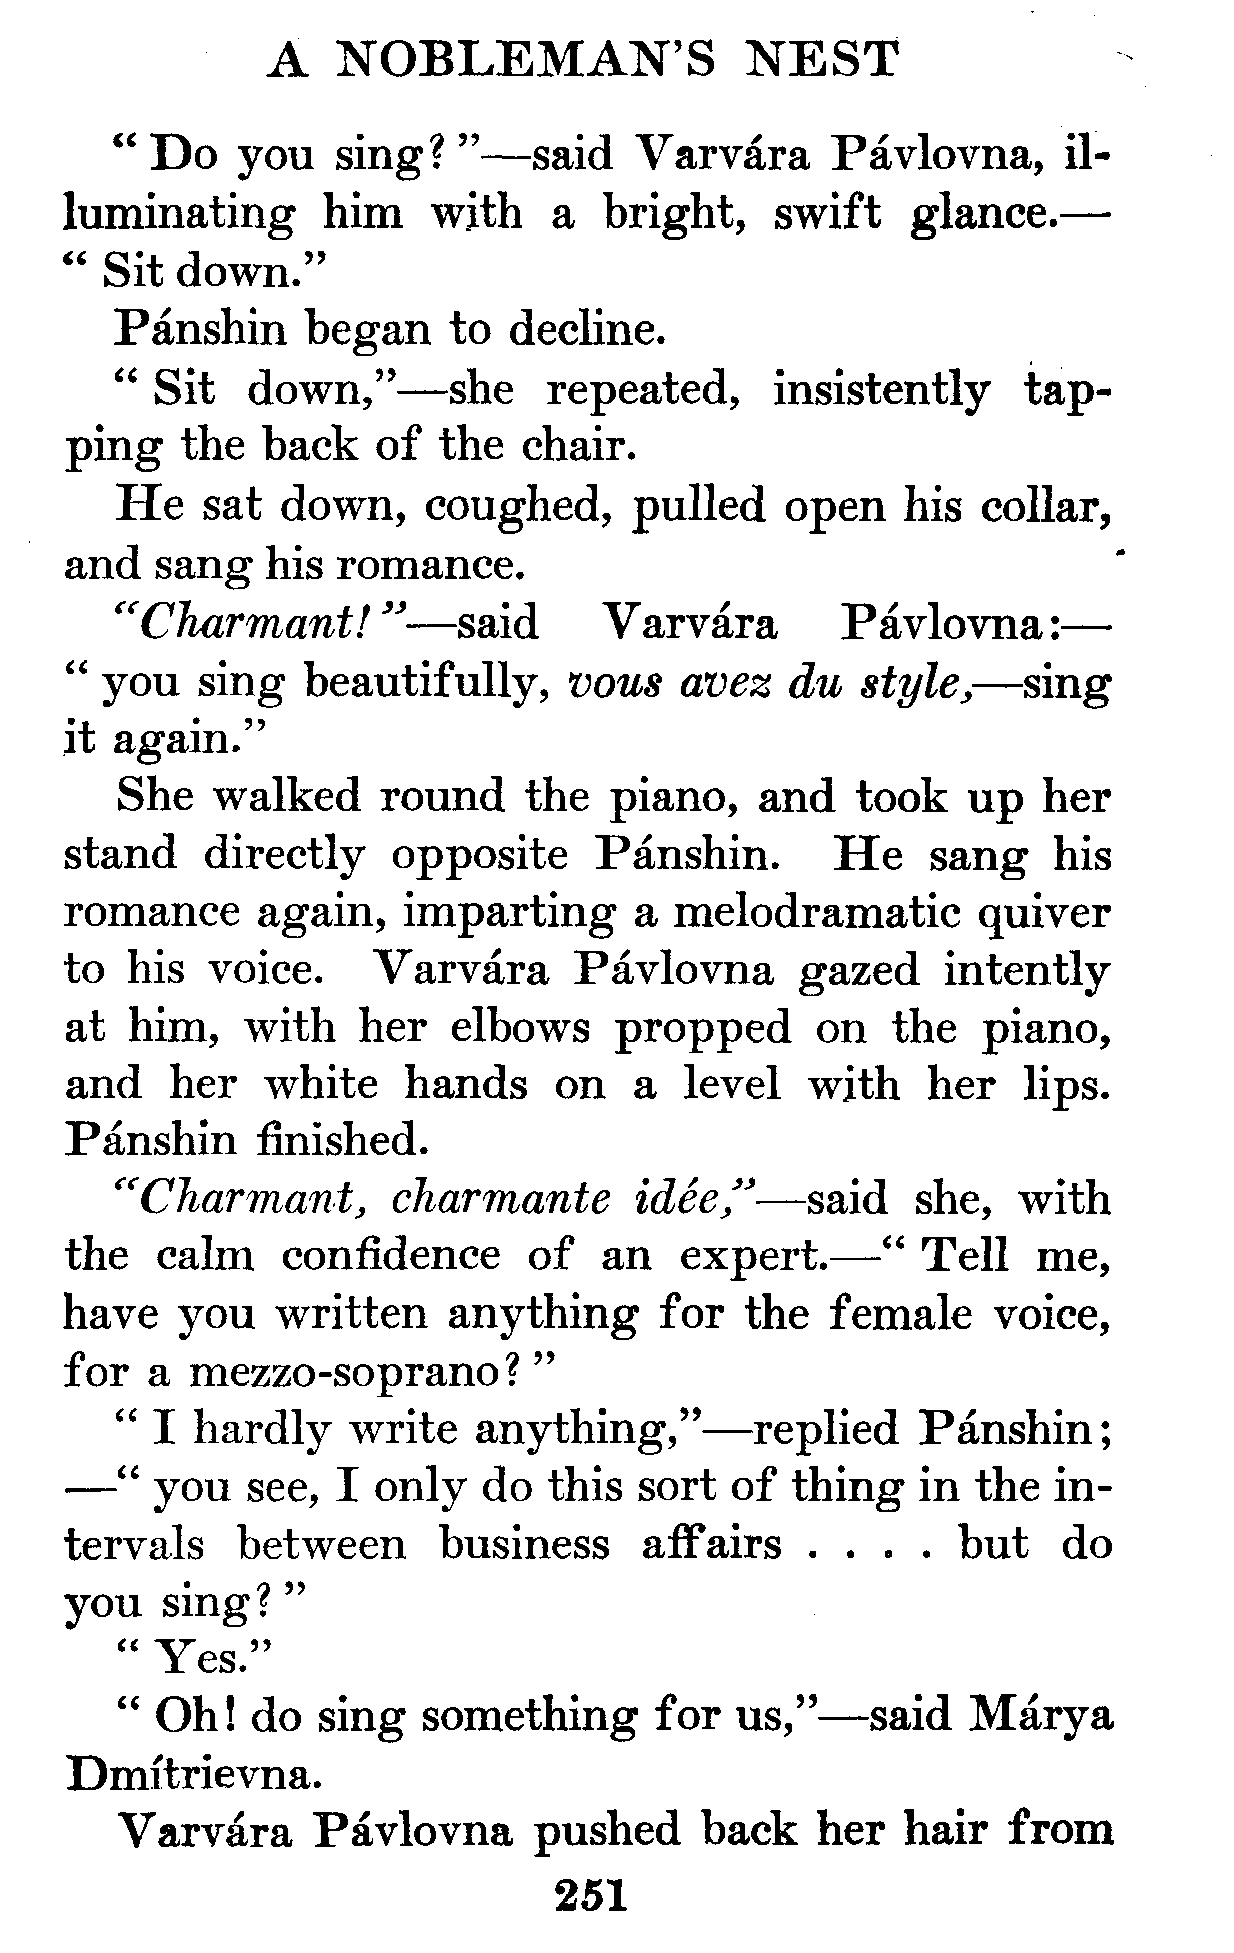 A NOBLEMAN'S NEST
“ Do you sing? ”—said Varvára Pávlovna, il-
luminating him with a bright, swift glance.—
“ Sit down.”
Pánshin began to decline.
“ Sit down,”—she repeated, insistently tap-
ping the back of the chair.
He sat down, coughed, pulled open his collar,
and sang his romance.
“Charmant! ”—said Varvára Pávlovna:—
“ you sing beautifully, vous avez du style,—sing
it again.”
She walked round the piano, and took up her
stand directly opposite Pánshin. He sang his
romance again, imparting a melodramatic quiver
to his voice. Varvára Pávlovna gazed intently
at him, with her elbows propped on the piano,
and her white hands on a level with her lips.
Pánshin finished.
“Charmant, charmante idée,”—said she, with
the calm confidence of an expert.—“ Tell me,
have you written anything for the female voice,
for a mezzo-soprano? ”
“ I hardly write anything,”—replied Pánshin;
—“ you see, I only do this sort of thing in the in-
tervals between business affairs . . . . but do
you sing? ”
“ Yes.”
“ Oh! do sing something for us,”—said Márya
Dmítrievna.
Varvára Pávlovna pushed back her hair from
251